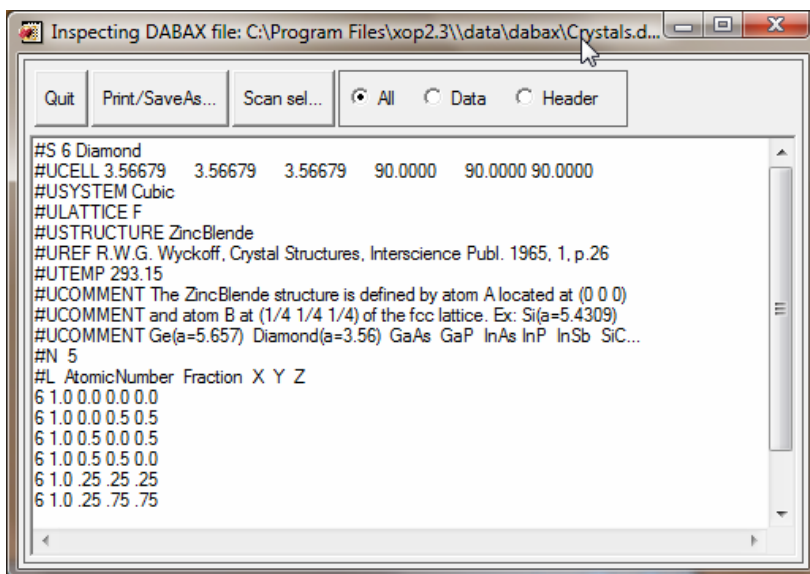 Inspecting DABAX file: C:\Program Files\xop2.3\\data\dabax\Crystals.d...
Quit Print/SaveAs... Scan sel... All Data Header
#S 6 Diamond
#UCELL 3.56679 3.56679 3.56679 90.0000 90.0000 90.0000
#USYSTEM Cubic
#ULATTICE F
#USTRUCTURE ZincBlende
#UREF R.W.G. Wyckoff, Crystal Structures, Interscience Publ. 1965, 1, p.26
#UTEMP 293.15
#UCOMMENT The ZincBlende structure is defined by atom A located at (0 0 0)
#UCOMMENT and atom B at (1/4 1/4 1/4) of the fcc lattice. Ex: Si(a=5.4309)
#UCOMMENT Ge(a=5.657) Diamond(a=3.56) GaAs GaP InAs InP InSb SiC...
#N 5
#L AtomicNumber Fraction X Y Z
6 1.0 0.0 0.0 0.0
6 1.0 0.0 0.5 0.5
6 1.0 0.5 0.0 0.5
6 1.0 0.5 0.5 0.0
6 1.0 .25 .25 .25
6 1.0 .25 .75 .75